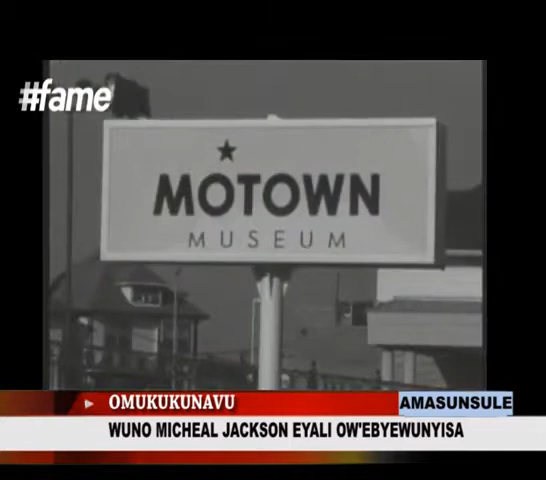 #fame
MOTOWN
MUSEUM
OMUKUKUNAVU
AMASUNSULE
WUNO MICHEAL JACKSON EYALI OW'EBYEWUNYISA